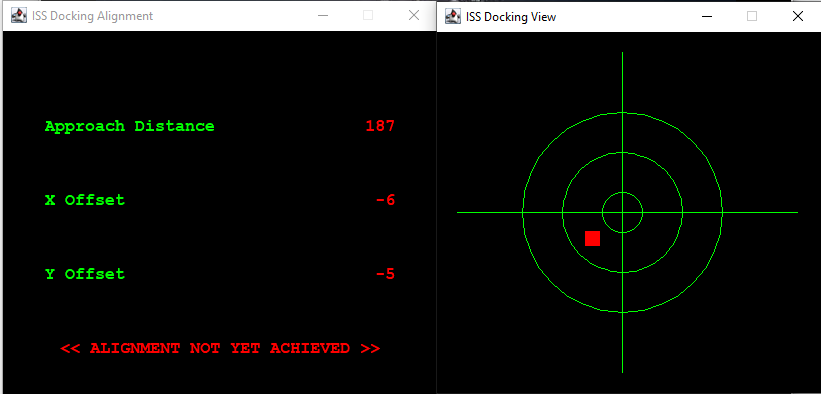 ISS Docking Alignment
ISS Docking View
Approach Distance 187
X Offset -6
Y Offset -5
<< ALIGNMENT NOT YET ACHIEVED >>